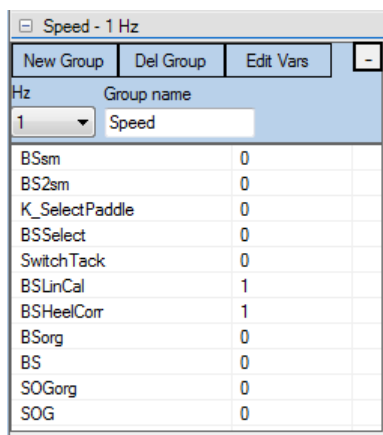 Speed - 1 Hz
New Group Del Group Edit Vars -
Hz Group name
1 Speed
BSsm 0
BS2sm 0
K_SelectPaddle 0
BSSelect 0
SwitchTack 0
BSLinCal 1
BSHeelCorr 1
BSorg 0
BS 0
SOGorg 0
SOG 0